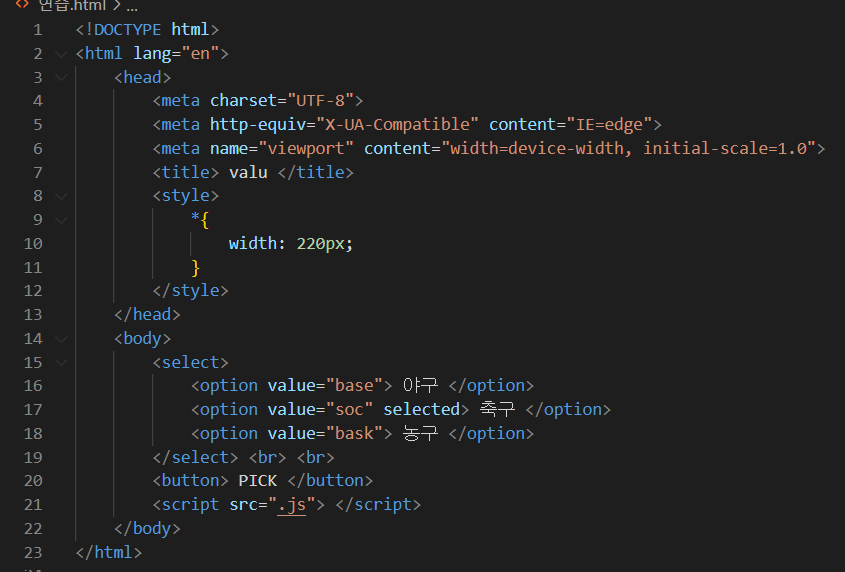 연습.html > ...
1 <!DOCTYPE html>
2 <html lang="en">
3 <head>
4 <meta charset="UTF-8">
5 <meta http-equiv="X-UA-Compatible" content="IE=edge">
6 <meta name="viewport" content="width=device-width, initial-scale=1.0">
7 <title> valu </title>
8 <style>
9 *{
10 width: 220px;
11 }
12 </style>
13 </head>
14 <body>
15 <select>
16 <option value="base"> 야구 </option>
17 <option value="soc" selected> 축구 </option>
18 <option value="bask"> 농구 </option>
19 </select> <br> <br>
20 <button> PICK </button>
21 <script src=".js"> </script>
22 </body>
23 </html>